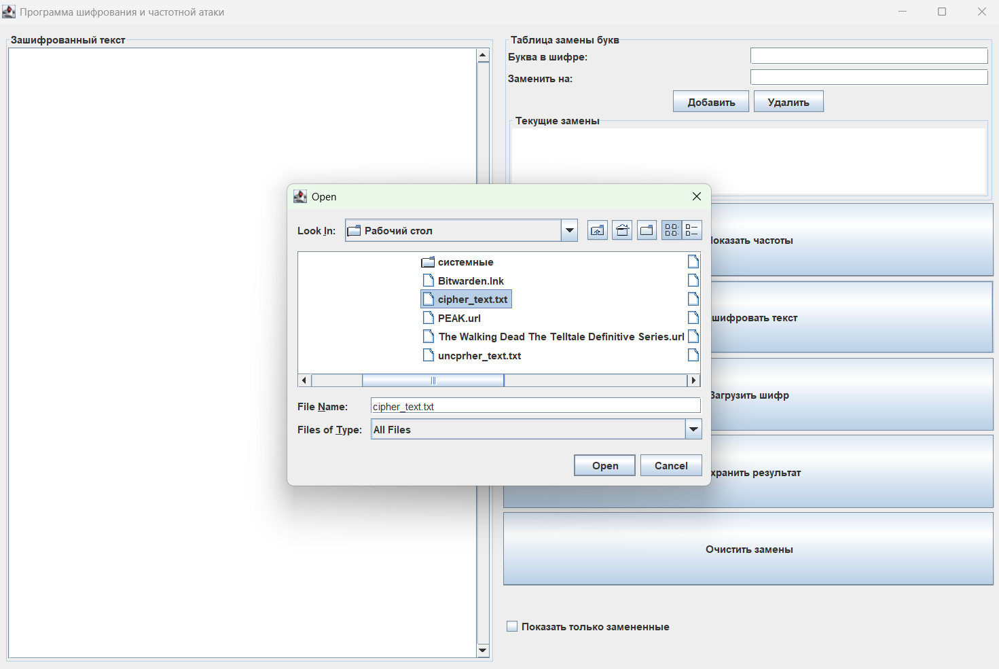 Программа шифрования и частотной атаки
Зашифрованный текст
Таблица замены букв
Буква в шифре:
Заменить на:
Добавить
Удалить
Текущие замены
Open
Look In:
Рабочий стол
системные
Bitwarden.lnk
cipher_text.txt
PEAK.url
The Walking Dead The Telltale Definitive Series.url
uncprher_text.txt
File Name:
cipher_text.txt
Files of Type:
All Files
Open
Cancel
оказать частоты
шифровать текст
Загрузить шифр
хранить результат
Очистить замены
Показать только замененные